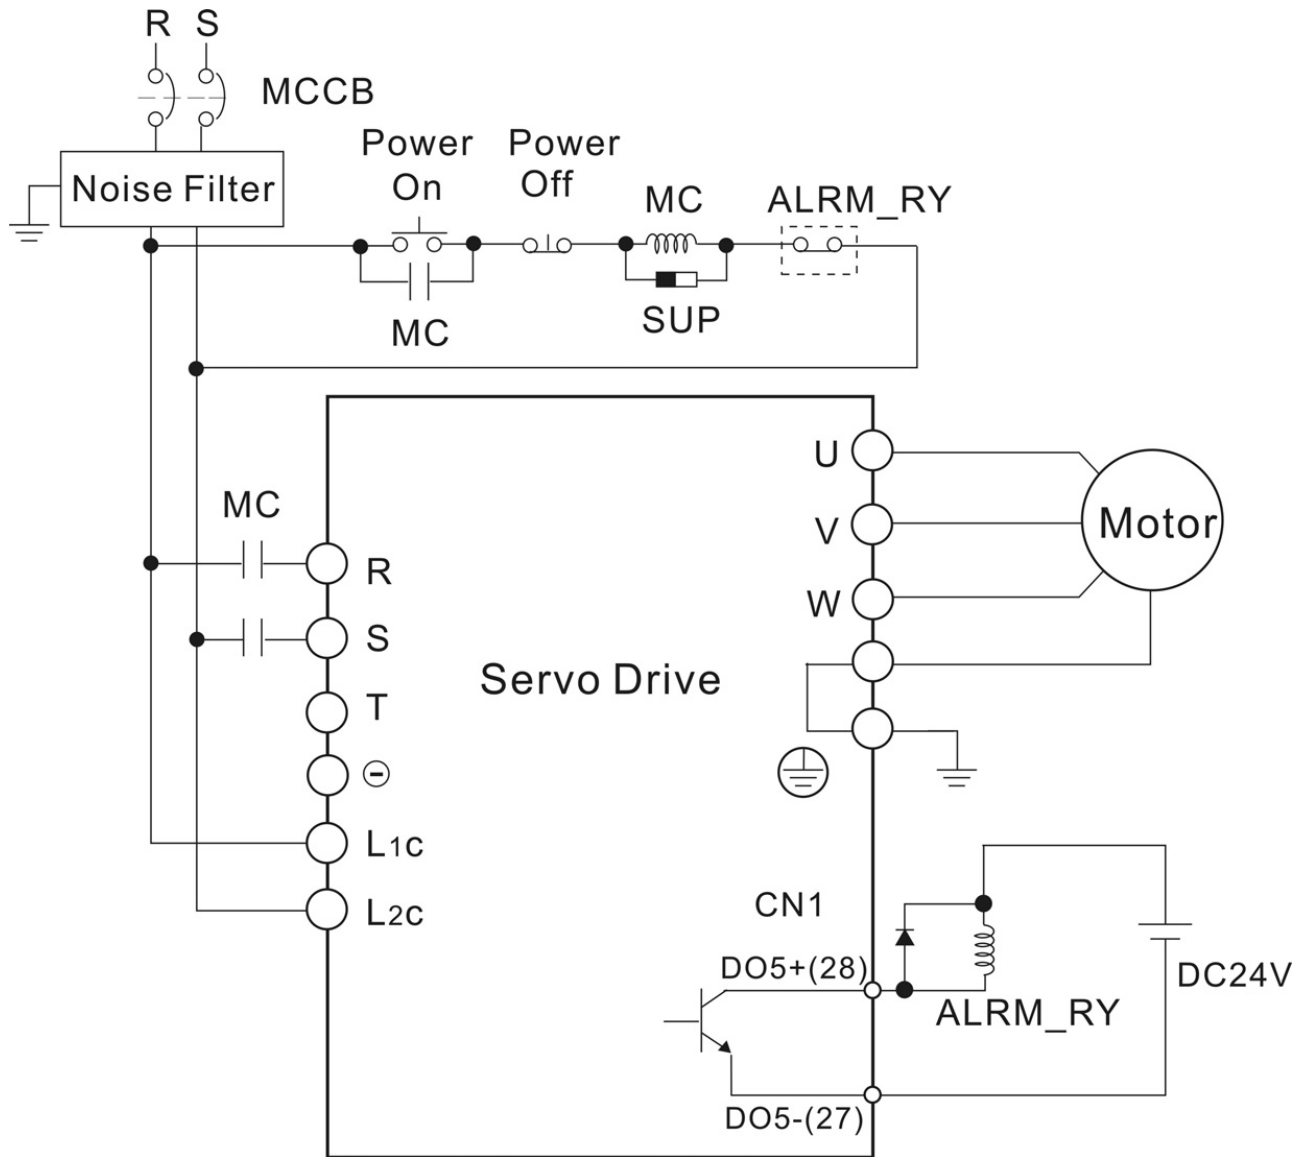 R S
MCCB
Noise Filter
Power
On
Power
Off
MC
ALRM_RY
MC
SUP
MC
R
S
T
⊖
L1c
L2c
Servo Drive
U
V
W
Motor
CN1
DO5+(28)
DO5-(27)
ALRM_RY
DC24V